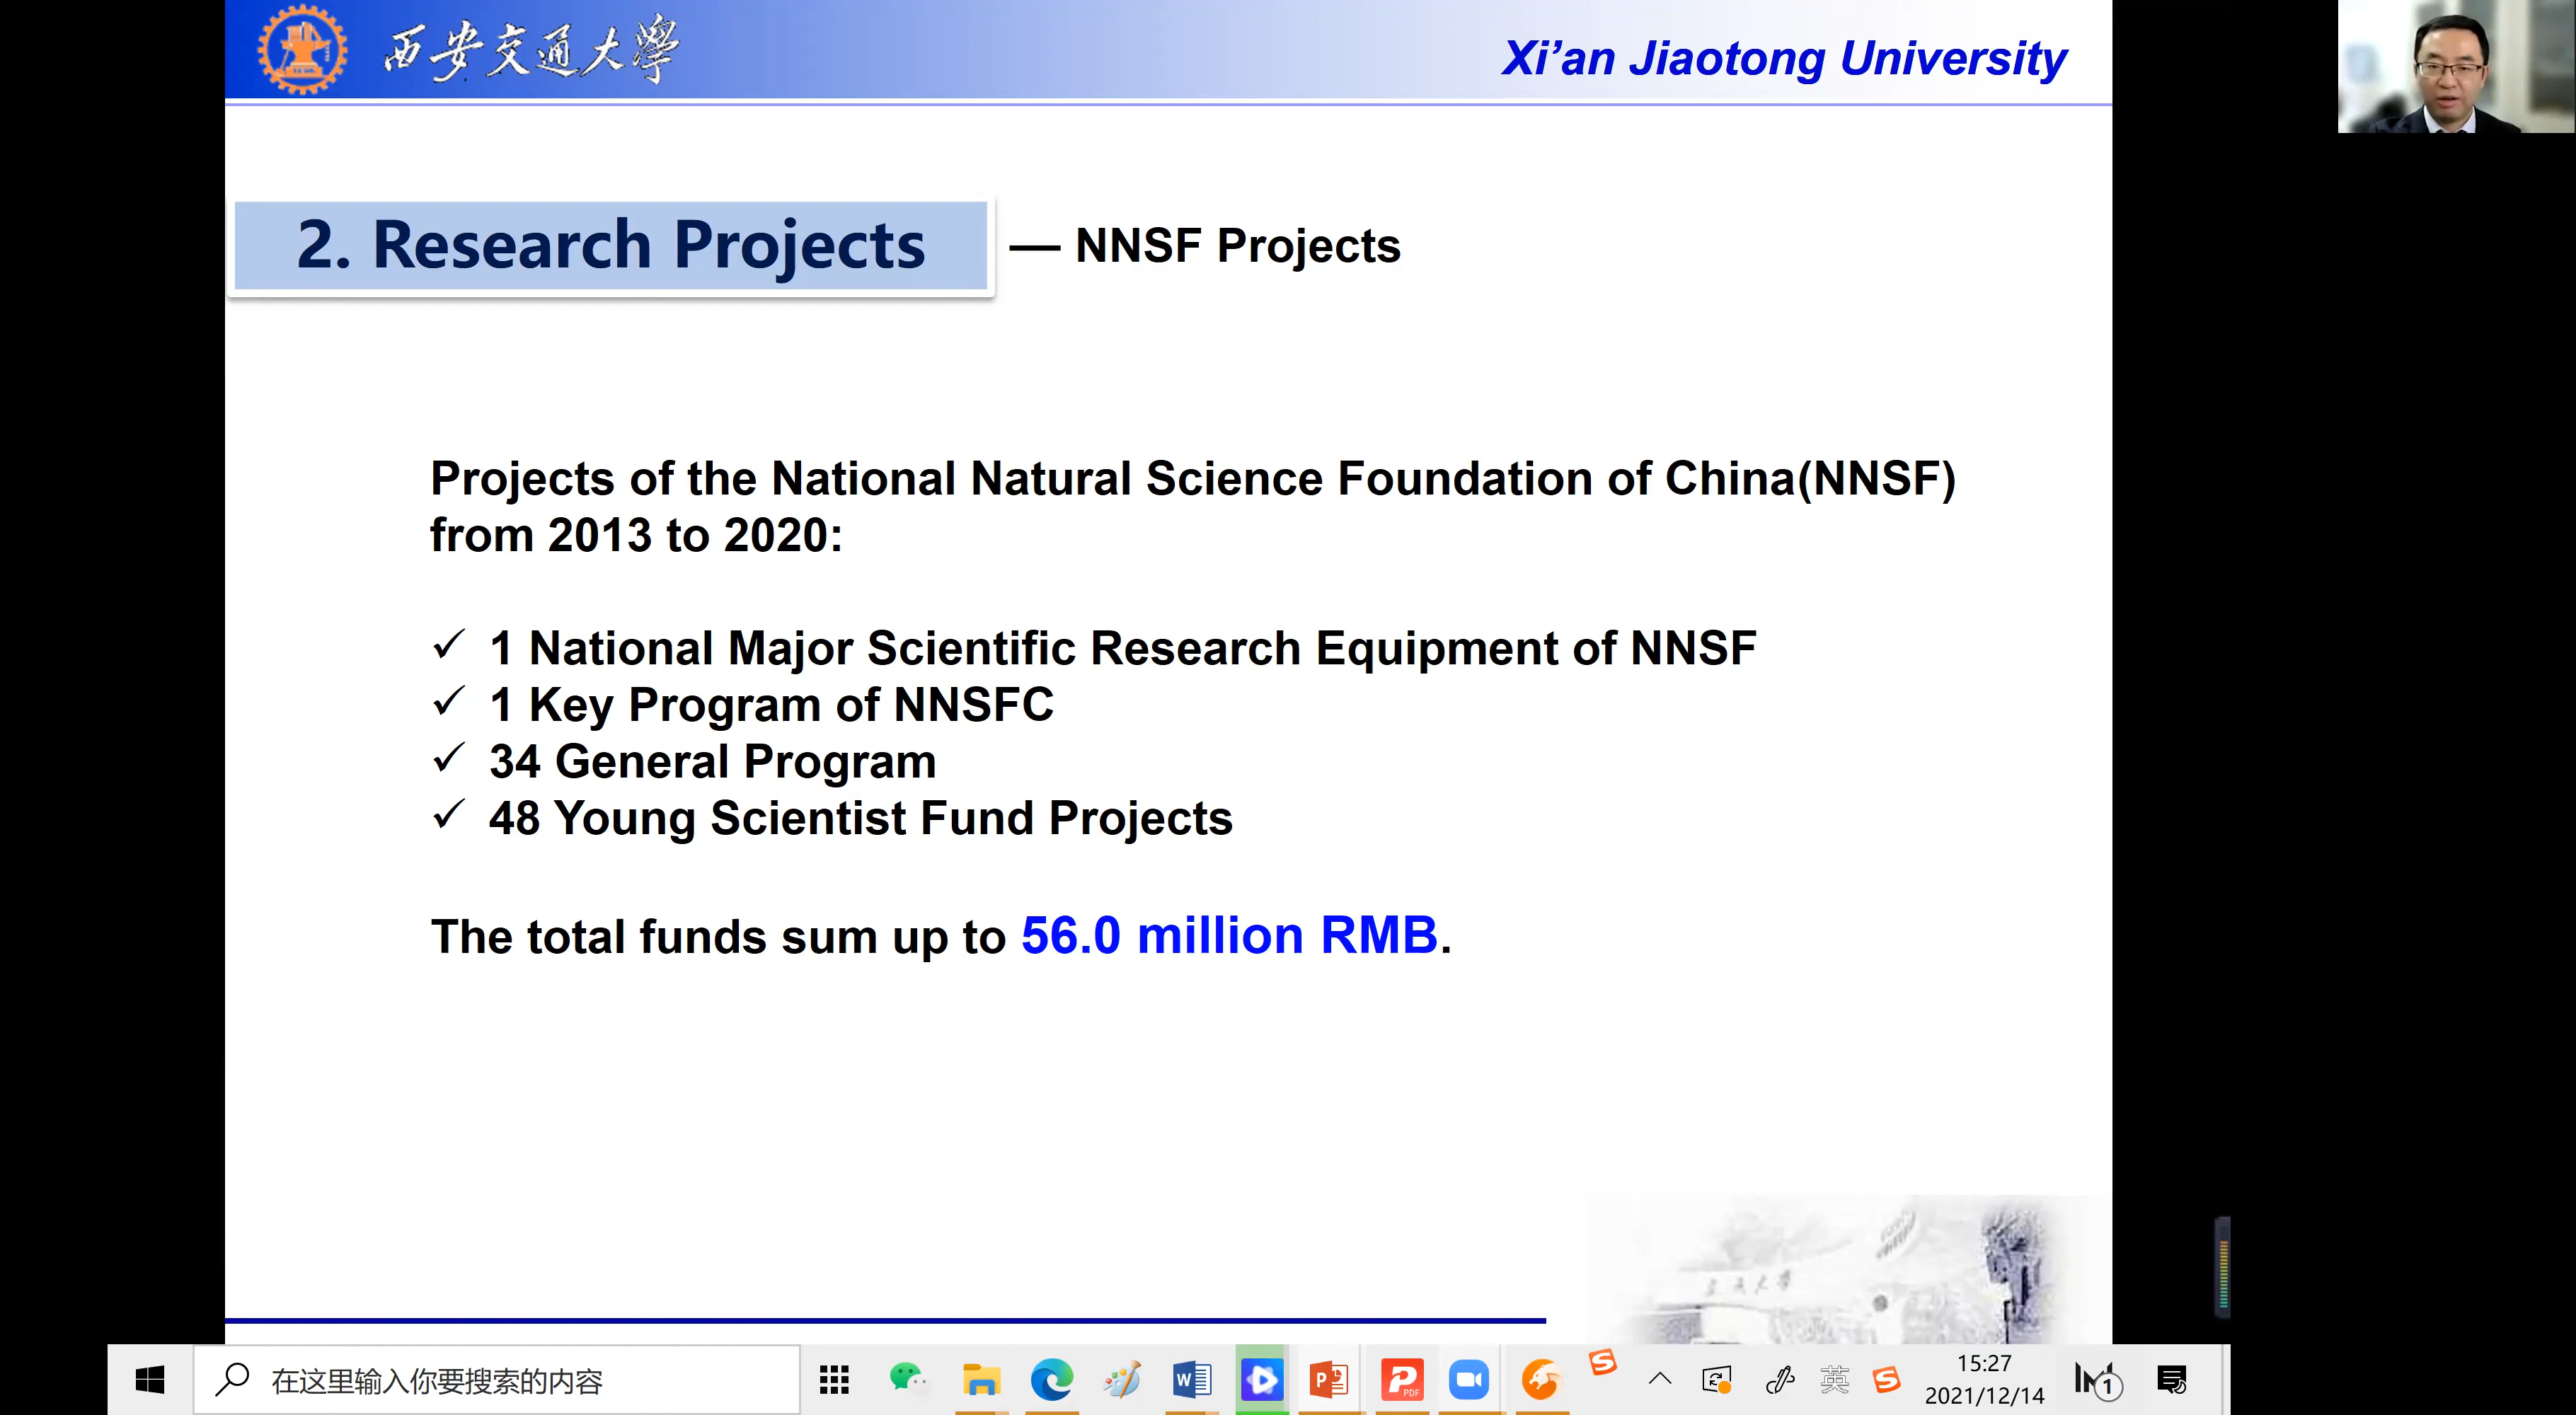 西安交通大學
Xi’an Jiaotong University
2. Research Projects
— NNSF Projects
Projects of the National Natural Science Foundation of China(NNSF)
from 2013 to 2020:
✓ 1 National Major Scientific Research Equipment of NNSF
✓ 1 Key Program of NNSFC
✓ 34 General Program
✓ 48 Young Scientist Fund Projects
The total funds sum up to 56.0 million RMB.
在这里输入你要搜索的内容
英
15:27
2021/12/14
1